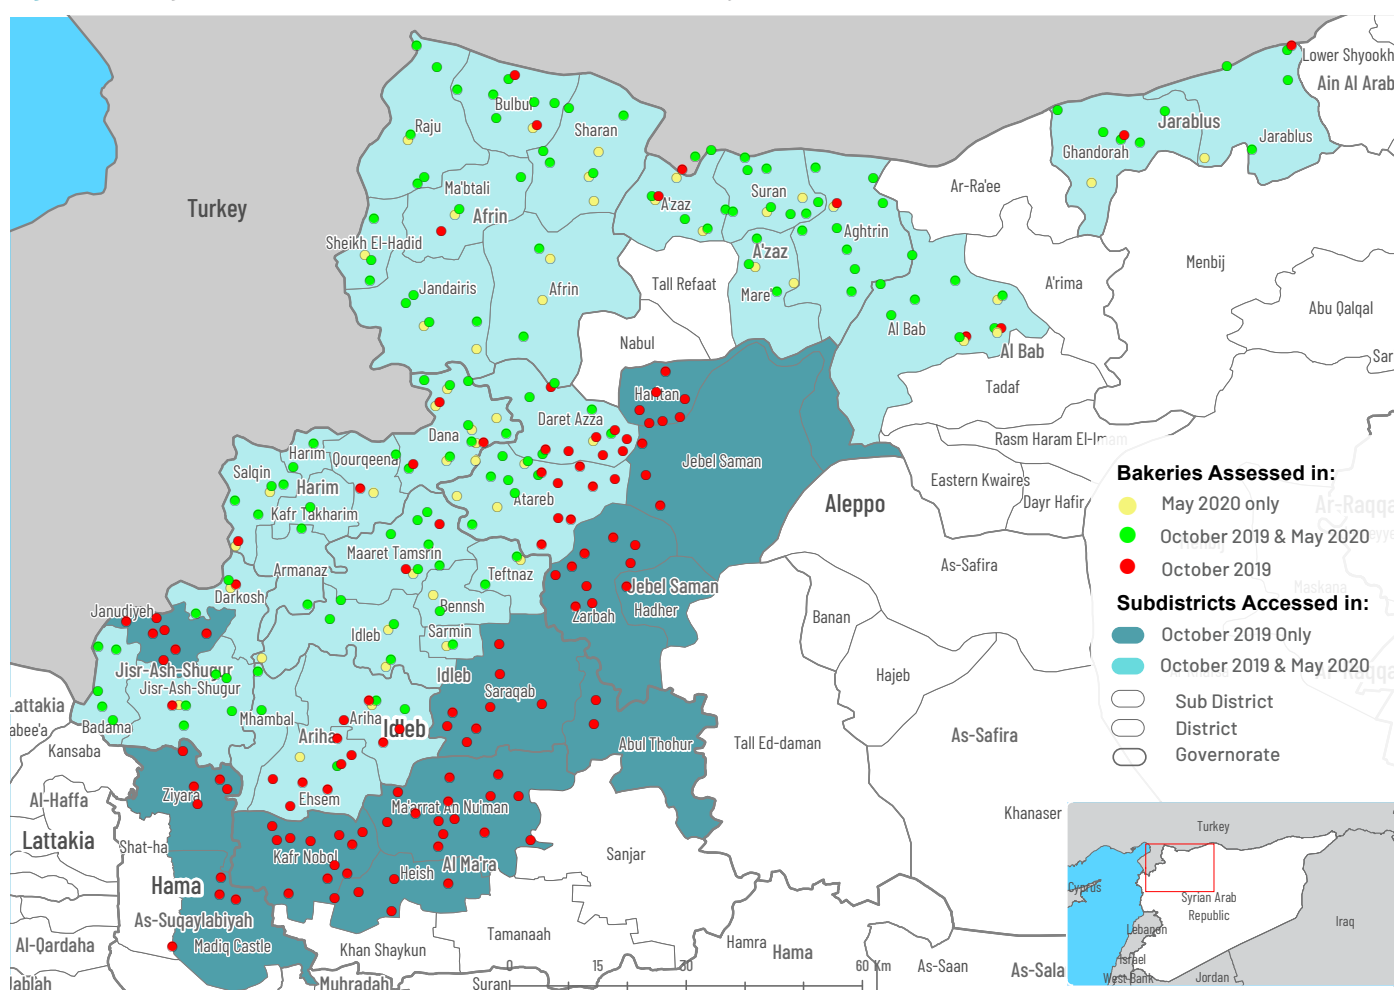 Lower Shyookh
Ain Al Arab
Bulbul
Sharan
Raju
Jarablus
Jarablus
Ghandorah
Ma'btali
Afrin
Turkey
Sheikh El-Hadid
Jandairis
Afrin
A'zaz
Suran
Aghtrin
A'zaz
Mare'
Tall Refaat
Nabul
Ar-Ra'ee
A'rima
Menbij
Abu Qalqal
Sar
Al Bab
Al Bab
Tadaf
Rasm Haram El-Imam
Eastern Kwaires
Dayr Hafir
Haritan
Daret Azza
Dana
Jebel Saman
Aleppo
Harim
Qourqeena
Salqin
Harim
Kafr Takharim
Atareb
Maaret Tamsrin
Armanaz
Teftnaz
As-Safira
Jebel Saman
Hadher
Zarbah
Banan
Hajeb
Darkosh
Janudiyeh
Bennsh
Idleb
Sarmin
Idleb
Saraqab
Jisr-Ash-Shugur
Jisr-Ash-Shugur
Badama
Mhambal
Ariha
Ariha
Idleb
Abul Thohur
Tall Ed-daman
As-Safira
Khanaser
Lattakia
abee'a
Kansaba
Al-Haffa
Lattakia
Shat-ha
Ziyara
Ehsem
Ma'arrat An Nu'man
Kafr Nobol
Heish
Al Ma'ra
Sanjar
Hama
As-Suqaylabiyah
Madiq Castle
Al-Qardaha
Jablah
Khan Shaykun
Muhradah
Tamanaah
Suran
Hamra
Hama
As-Saan
As-Sala
0 15 30 60 Km
Bakeries Assessed in:
May 2020 only
October 2019 & May 2020
October 2019
Subdistricts Accessed in:
October 2019 Only
October 2019 & May 2020
Sub District
District
Governorate
Ar-Raqqa
Menbij
Maskana
Ar-Raqqa
Turkey
Cyprus
Syrian Arab
Republic
Lebanon
Iraq
Israel
West Bank
Jordan